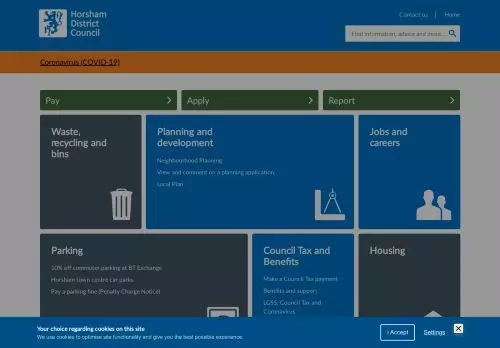 Horsham
District
Council
Contact us | Home
Find information, advice and more...
Coronavirus (COVID-19)
Pay
Apply
Report
Waste,
recycling and
bins
Planning and
development
Neighbourhood Planning
View and comment on a planning application
Local Plan
Jobs and
careers
Parking
10% off commuter parking at BT Exchange
Horsham town centre car parks
Pay a parking fine (Penalty Charge Notice)
Council Tax and
Benefits
Make a Council Tax payment
Benefits and support
LGSS: Council Tax and
Coronavirus
Housing
Your choice regarding cookies on this site
We use cookies to optimise site functionality and give you the best possible experience.
I Accept
Settings